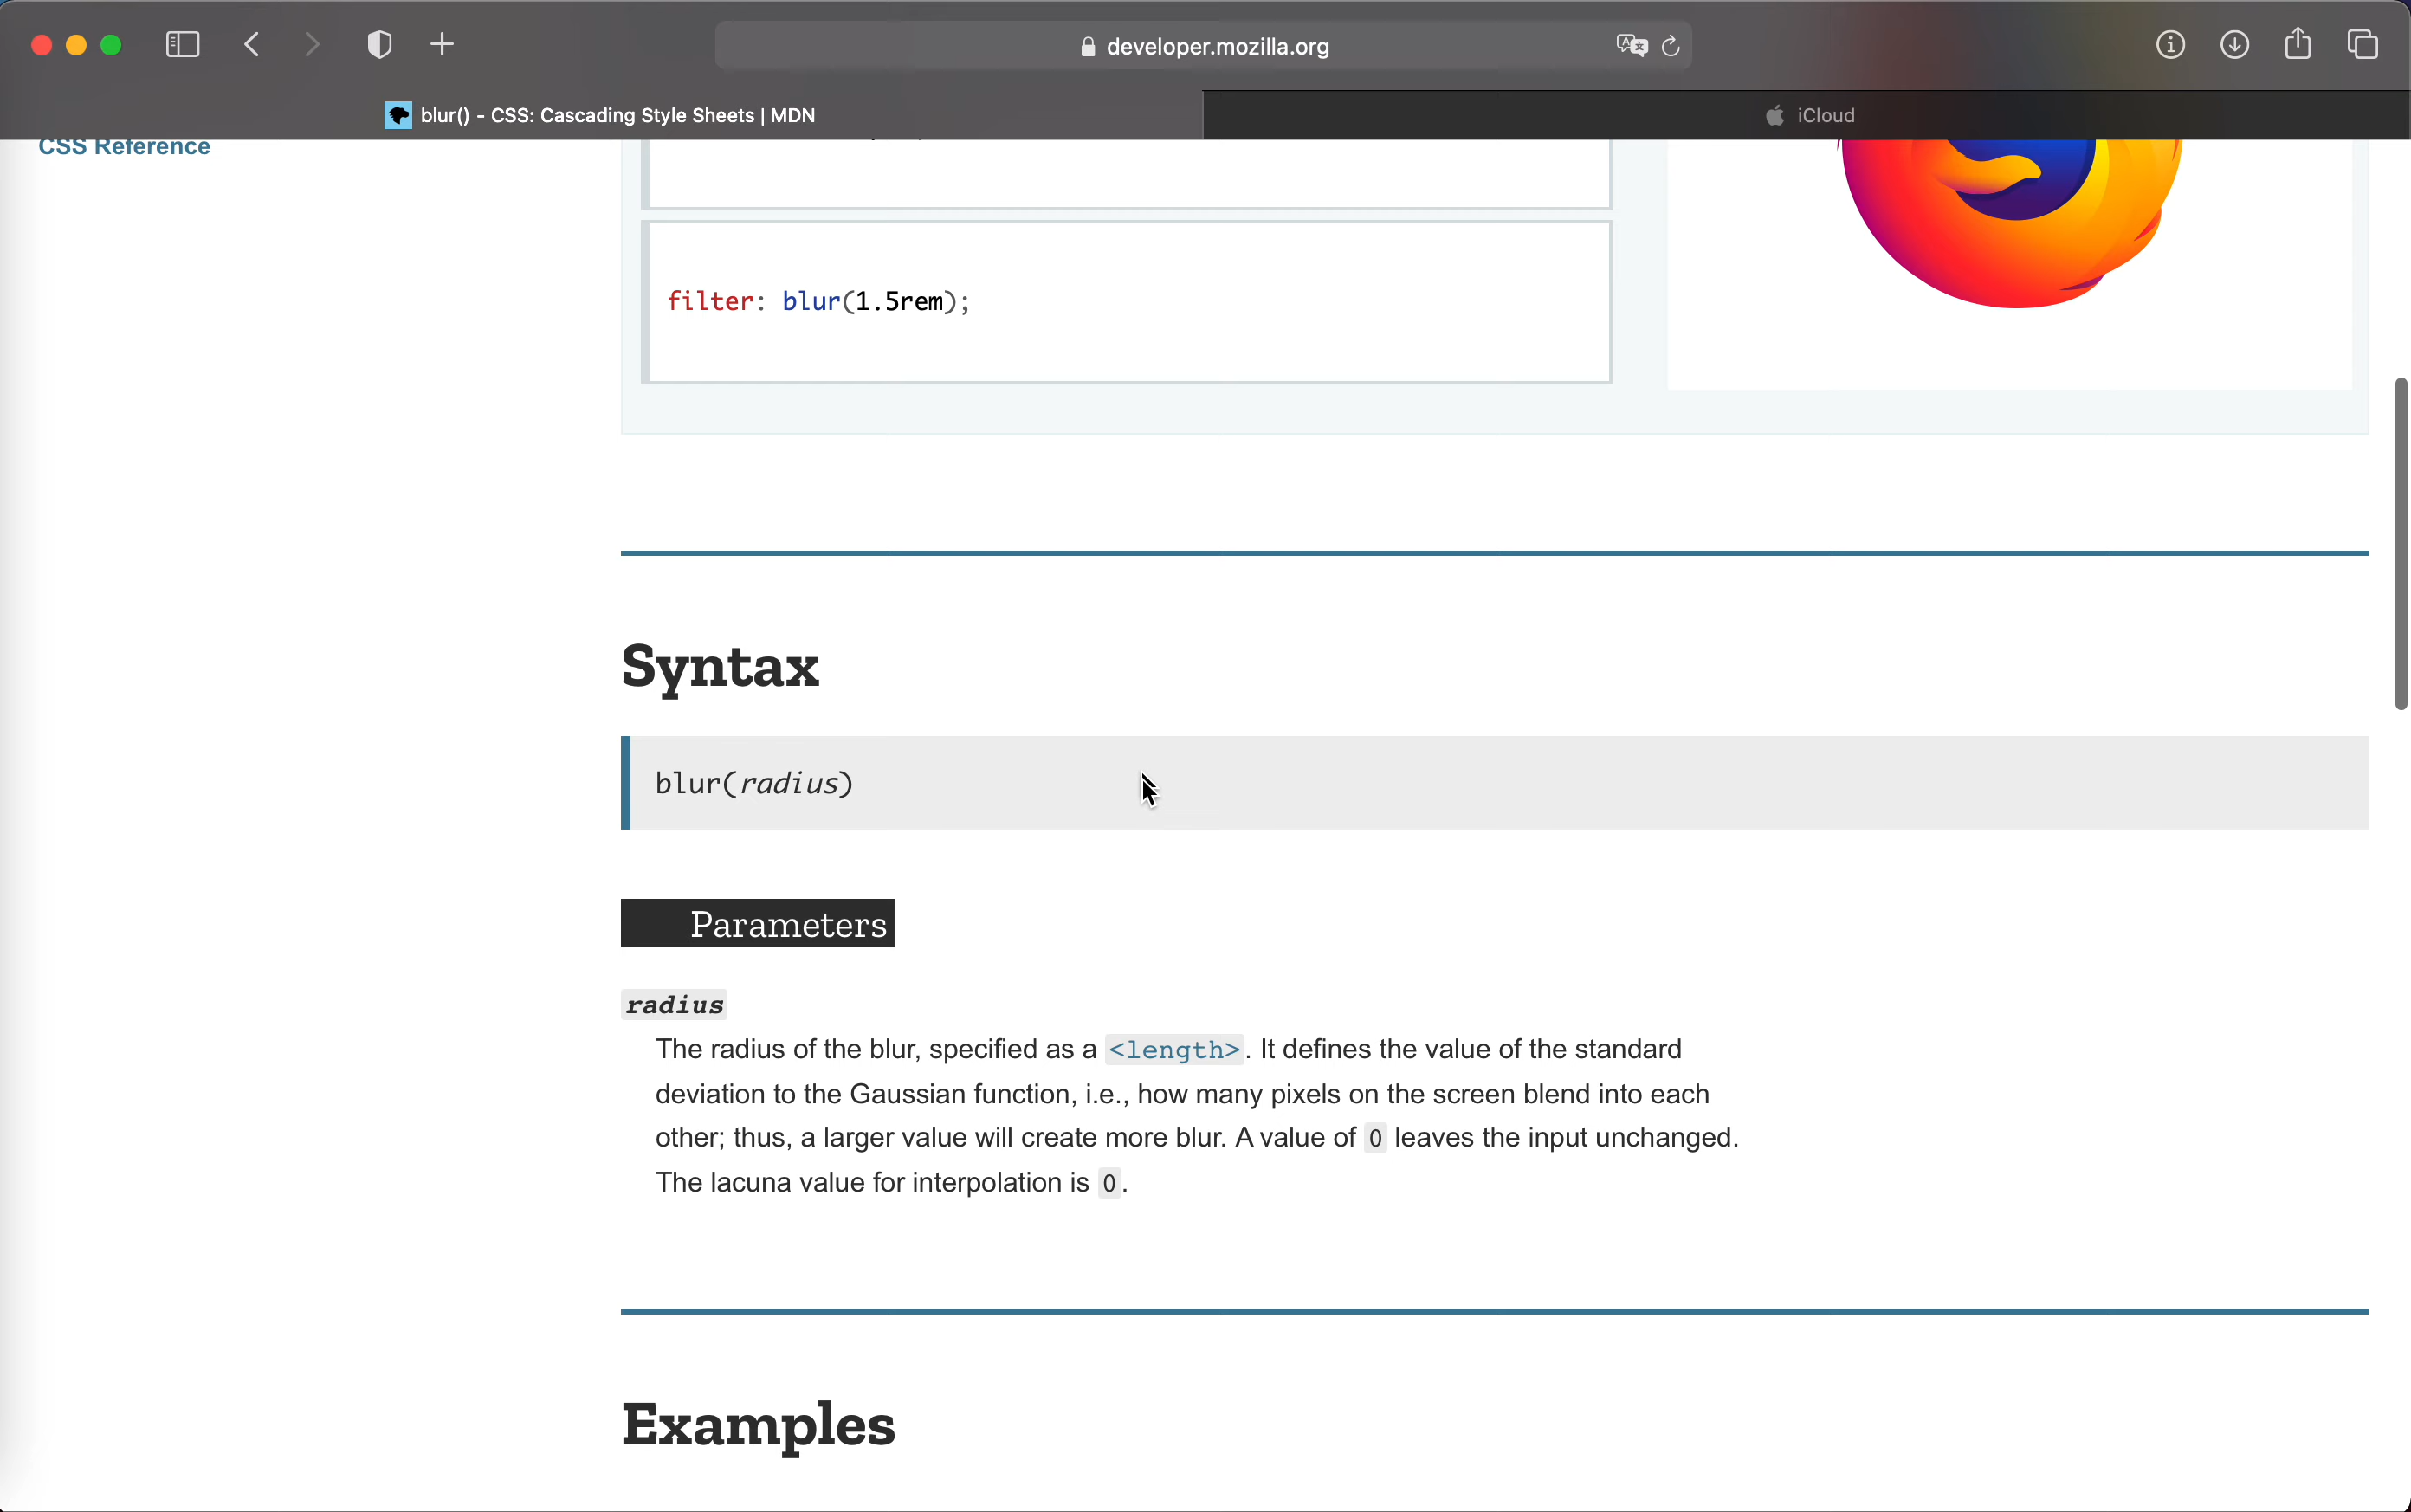 developer.mozilla.org
blur() - CSS: Cascading Style Sheets | MDN
iCloud
CSS Reference
filter: blur(1.5rem);
Syntax
blur(radius)
Parameters
radius
The radius of the blur, specified as a <length>. It defines the value of the standard
deviation to the Gaussian function, i.e., how many pixels on the screen blend into each
other; thus, a larger value will create more blur. A value of 0 leaves the input unchanged.
The lacuna value for interpolation is 0.
Examples